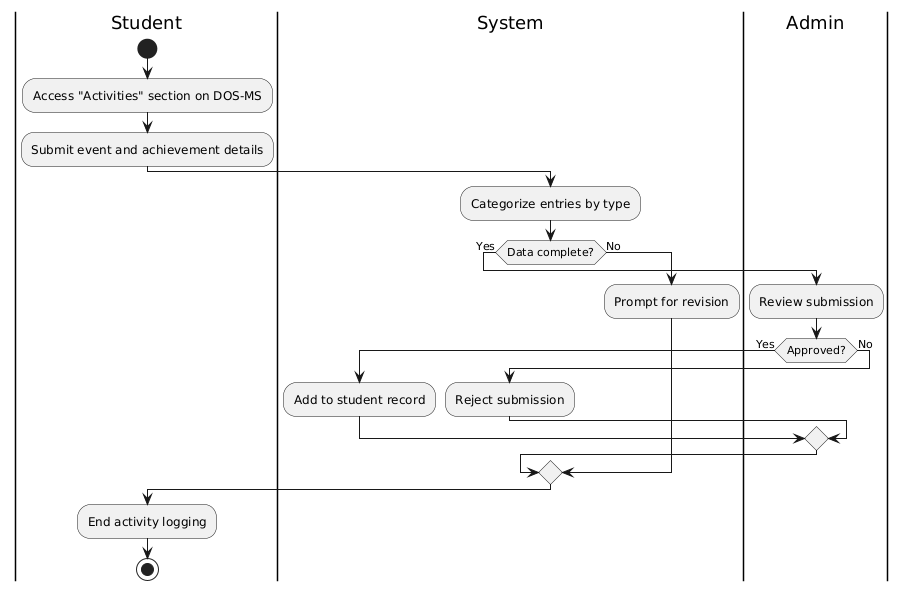 Student
System
Admin
Access "Activities" section on DOS-MS
Submit event and achievement details
Categorize entries by type
Yes
Data complete?
No
Prompt for revision
Review submission
Yes
Approved?
No
Add to student record
Reject submission
End activity logging